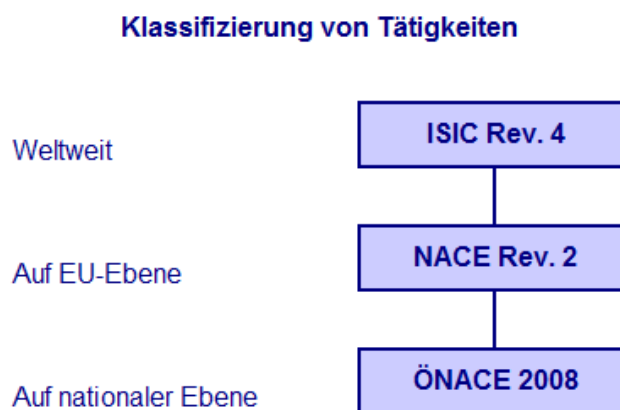 Klassifizierung von Tätigkeiten
Weltweit
ISIC Rev. 4
Auf EU-Ebene
NACE Rev. 2
Auf nationaler Ebene
ÖNACE 2008